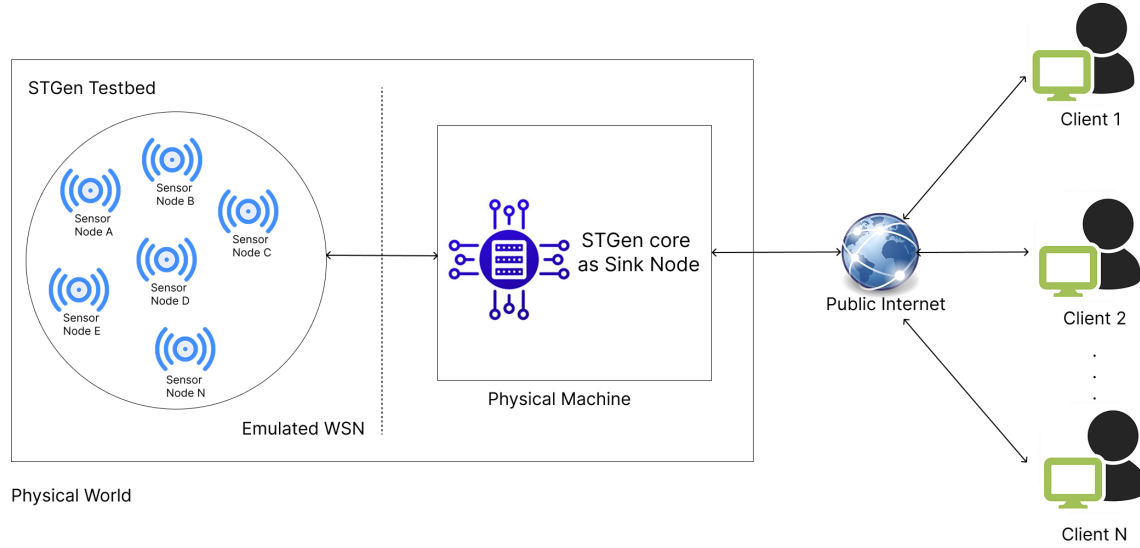 STGen Testbed
Sensor
Node A
Sensor
Node B
Sensor
Node C
Sensor
Node D
Sensor
Node E
Sensor
Node N
Emulated WSN
STGen core
as Sink Node
Physical Machine
Physical World
Public Internet
Client 1
Client 2
.
.
.
Client N